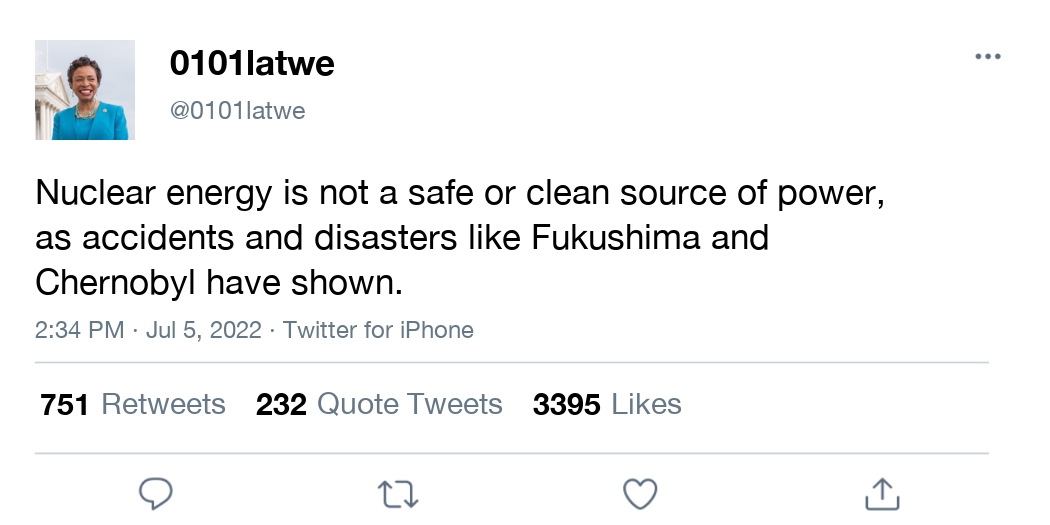 0101latwe
@0101latwe
Nuclear energy is not a safe or clean source of power,
as accidents and disasters like Fukushima and
Chernobyl have shown.
2:34 PM · Jul 5, 2022 · Twitter for iPhone
751 Retweets 232 Quote Tweets 3395 Likes